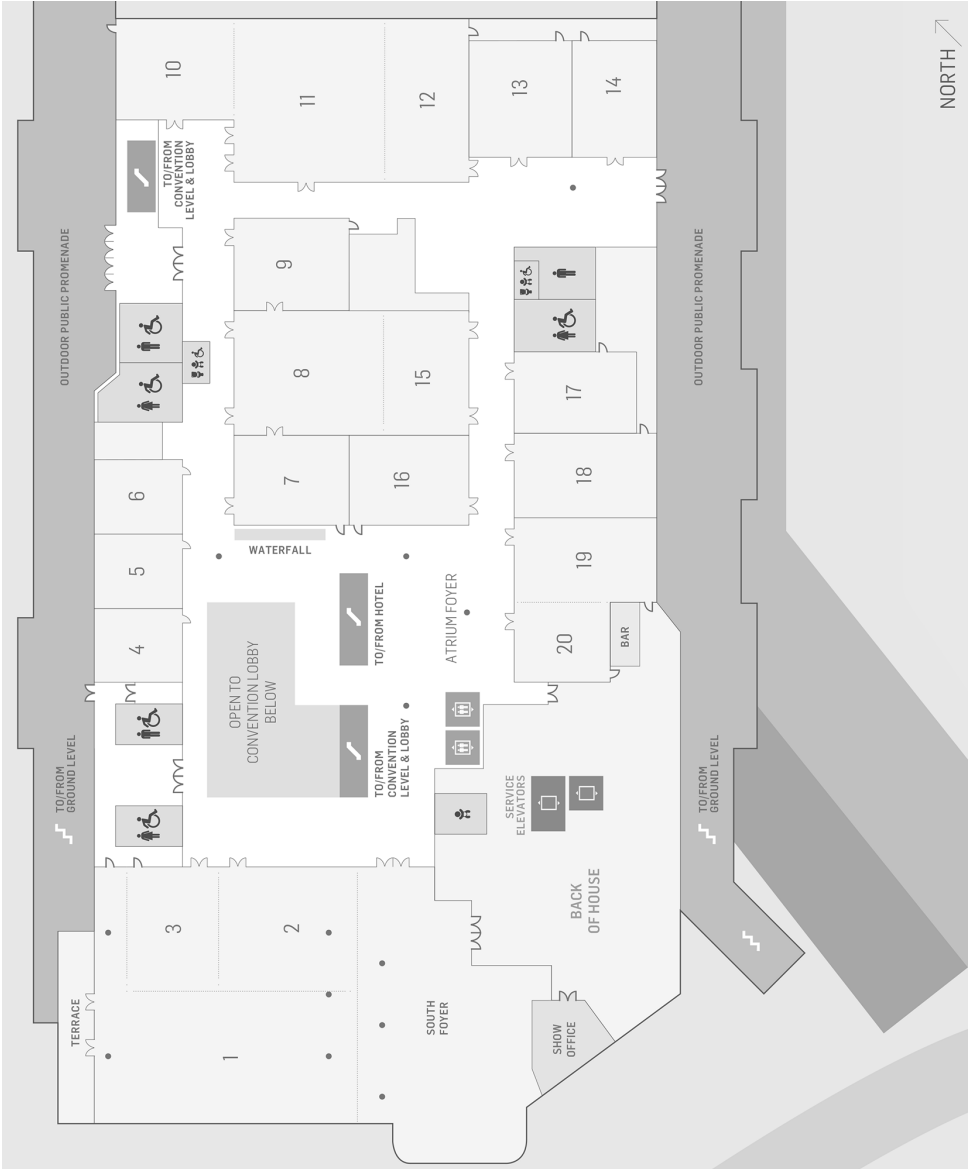 NORTH
10
11
12
13
14
TO/FROM
CONVENTION
LEVEL & LOBBY
OUTDOOR PUBLIC PROMENADE
OUTDOOR PUBLIC PROMENADE
9
8
15
17
7
16
18
6
5
4
WATERFALL
19
20
BAR
TO/FROM HOTEL
ATRIUM FOYER
OPEN TO
CONVENTION LOBBY
BELOW
TO/FROM
CONVENTION
LEVEL & LOBBY
TO/FROM
GROUND LEVEL
TO/FROM
GROUND LEVEL
SERVICE
ELEVATORS
BACK
OF HOUSE
3
2
1
TERRACE
SOUTH
FOYER
SHOW
OFFICE